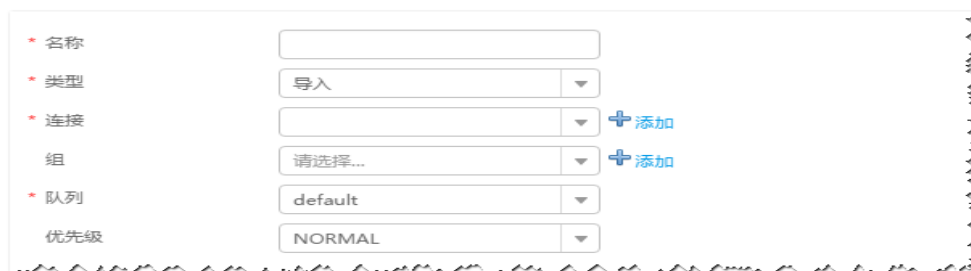 * 名称
* 类型 导入
* 连接 添加
组 请选择... 添加
* 队列 default
优先级 NORMAL